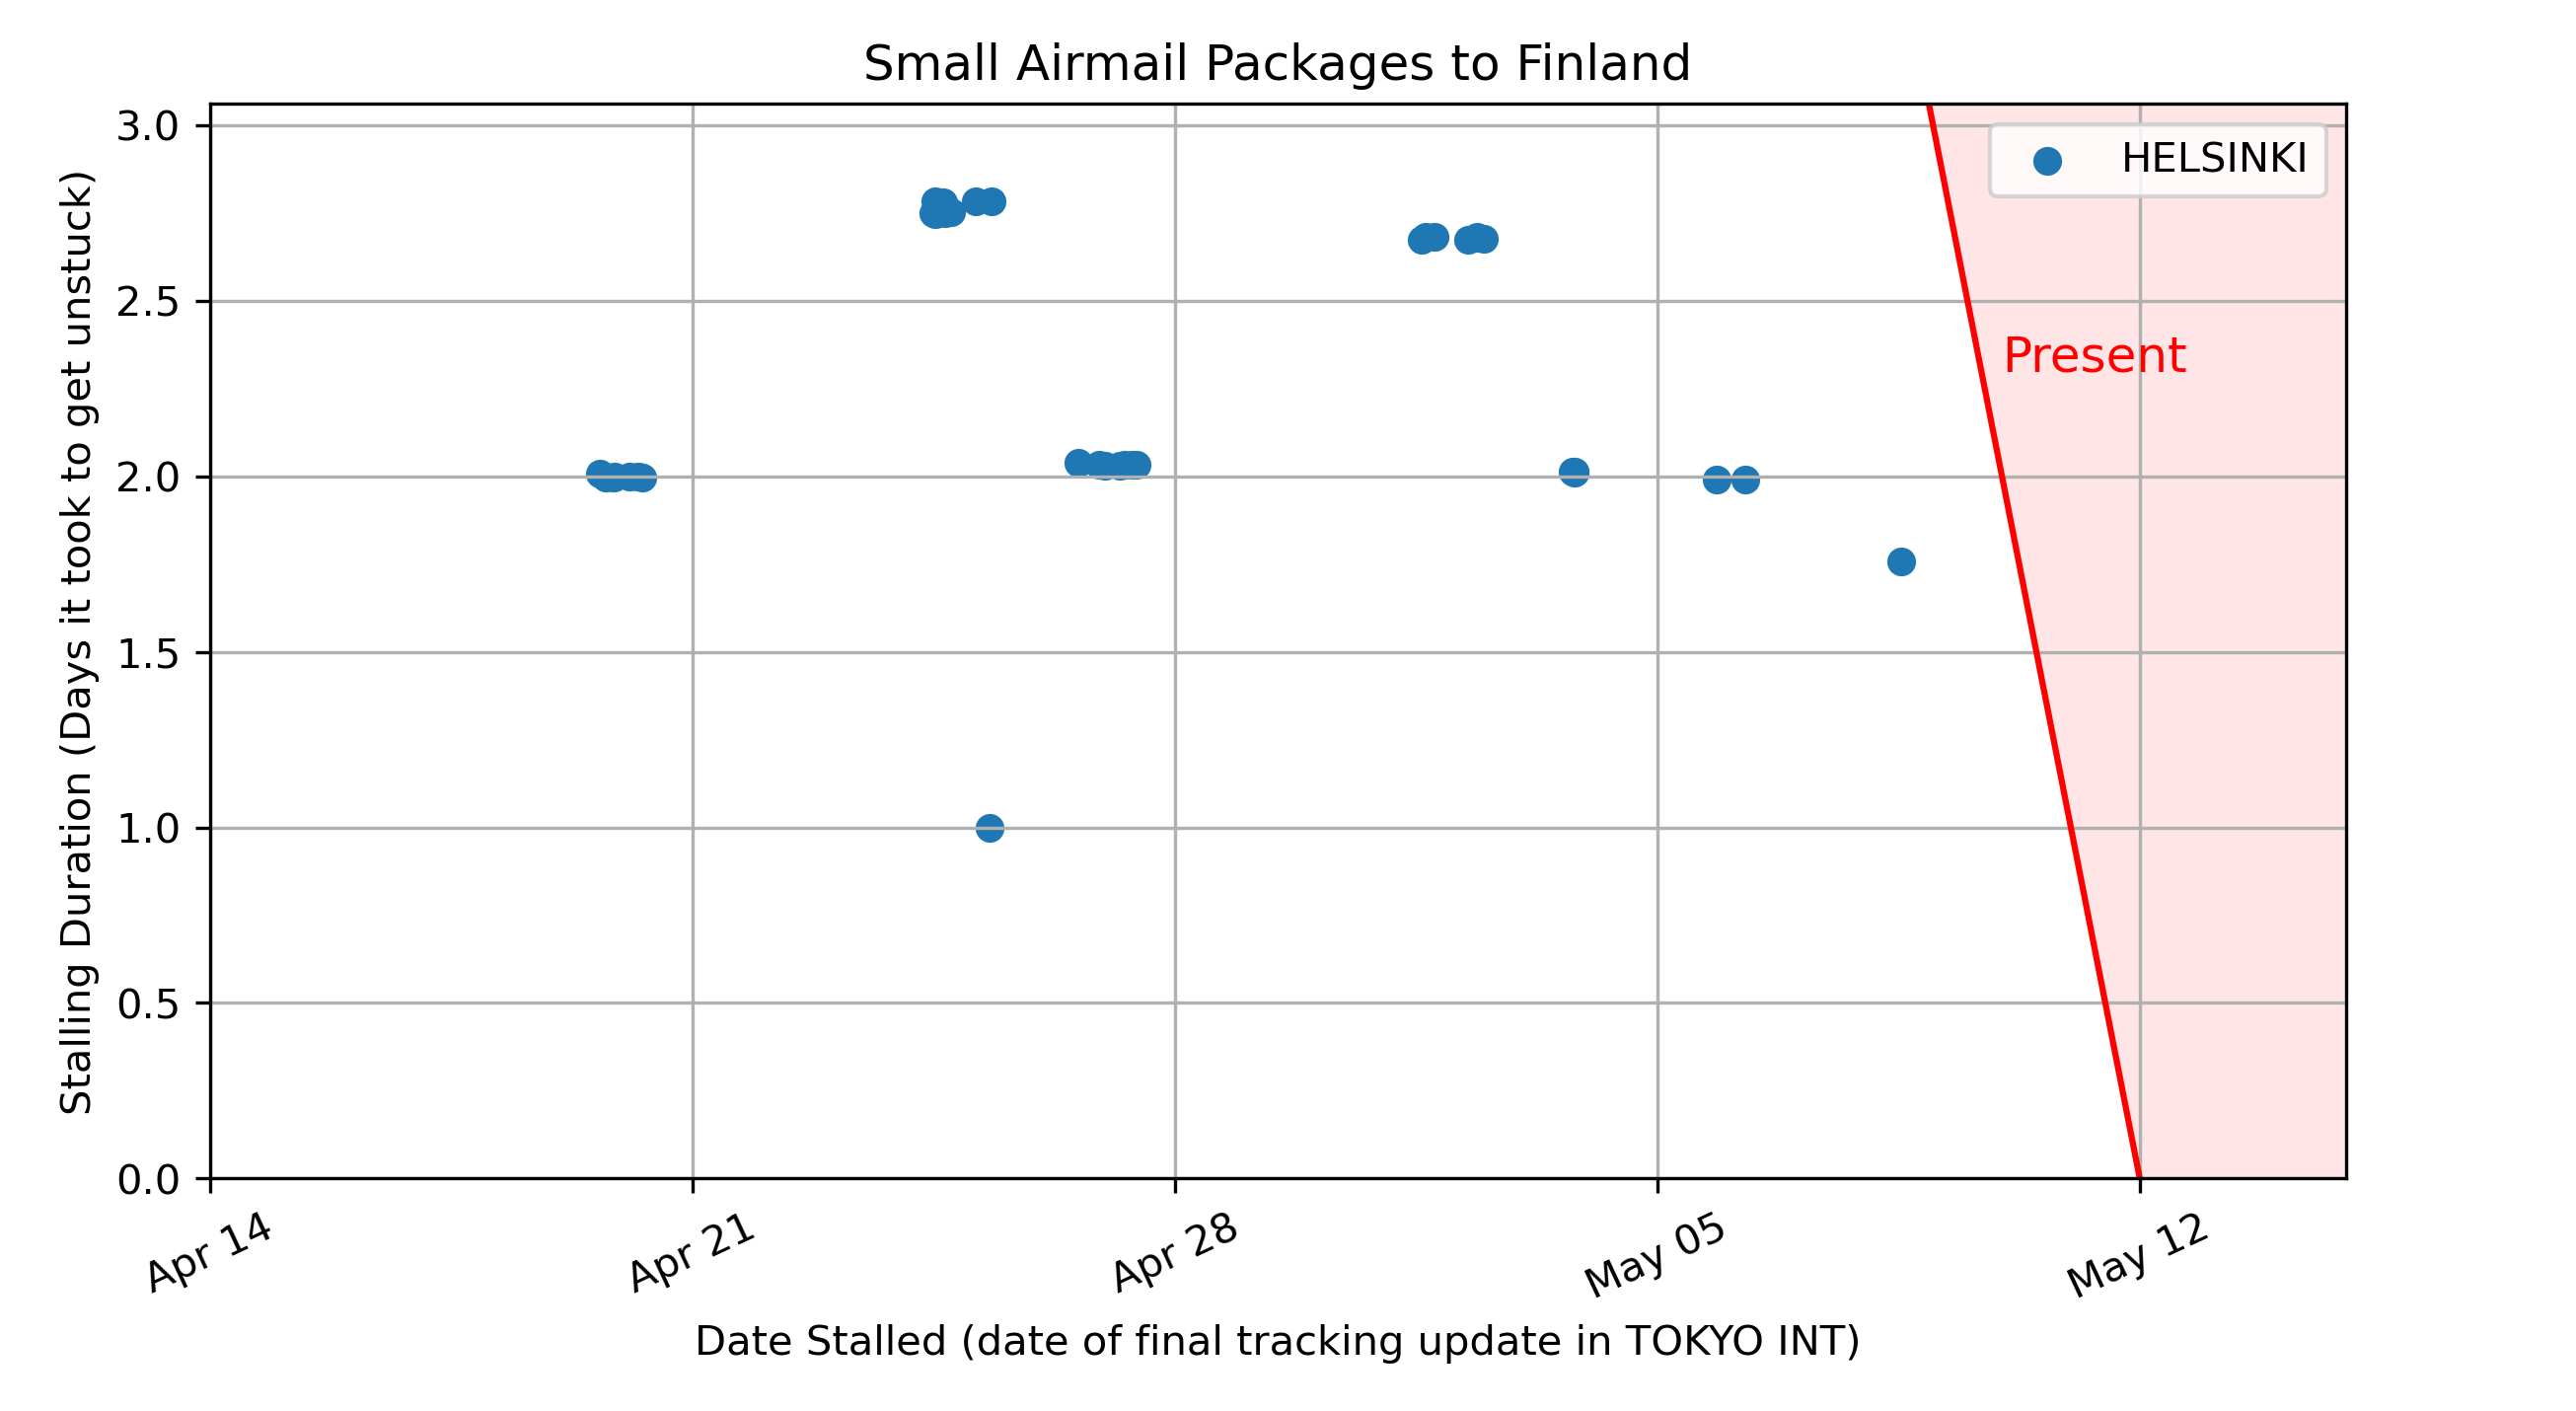 Small Airmail Packages to Finland
Stalling Duration (Days it took to get unstuck)
3.0
2.5
2.0
1.5
1.0
0.5
0.0
HELSINKI
Present
Apr 14
Apr 21
Apr 28
May 05
May 12
Date Stalled (date of final tracking update in TOKYO INT)